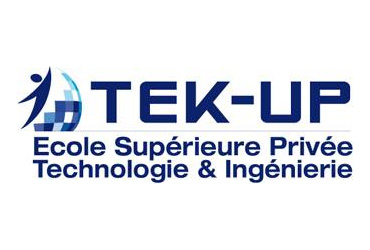 TEK-UP
Ecole Supérieure Privée
Technologie & Ingénierie